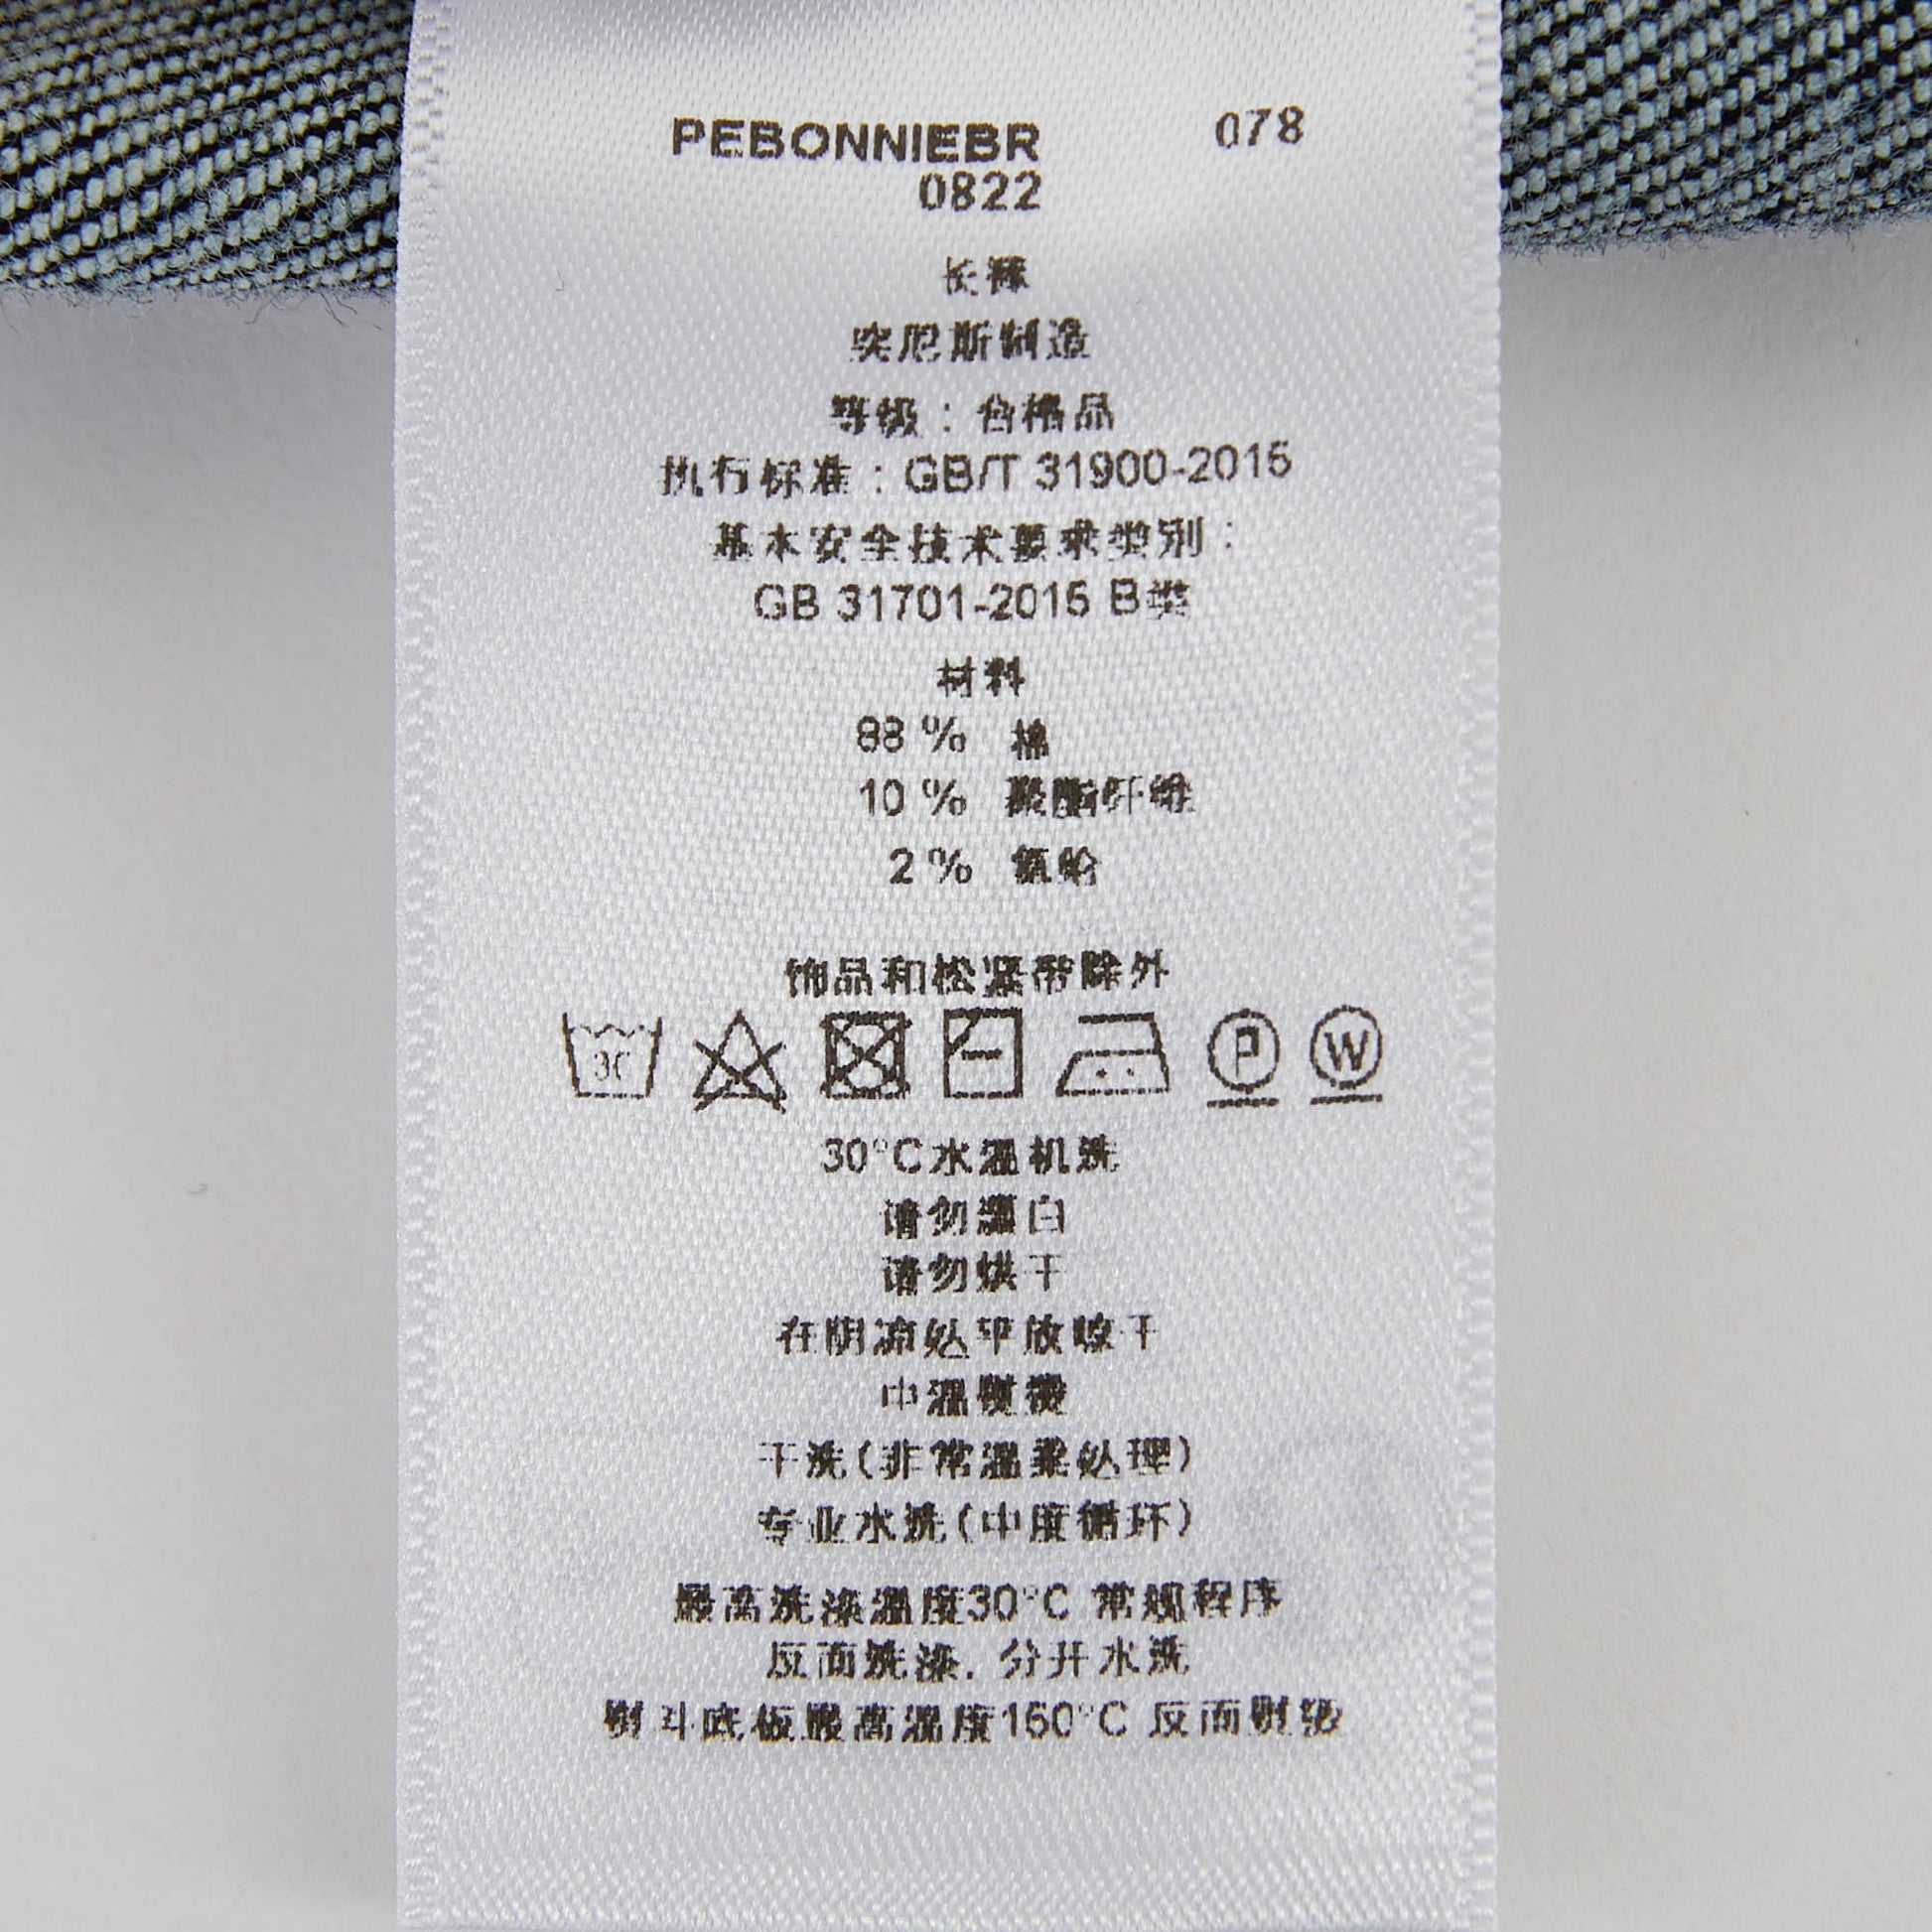 PEBONNIEBR 078
0822
长裤
突尼斯制造
等级：合格品
执行标准：GB/T 31900-2015
基本安全技术要求类别：
GB 31701-2015 B类
材料
88 % 棉
10 % 聚酯纤维
2 % 氨纶
饰品和松紧带除外
30
P
W
30°C水温机洗
请勿漂白
请勿烘干
在阴凉处平放晾干
中温熨烫
干洗(非常温柔处理)
专业水洗(中度循环)
最高洗涤温度30°C 常规程序
反面洗涤. 分开水洗
熨斗底板最高温度150°C 反面熨烫